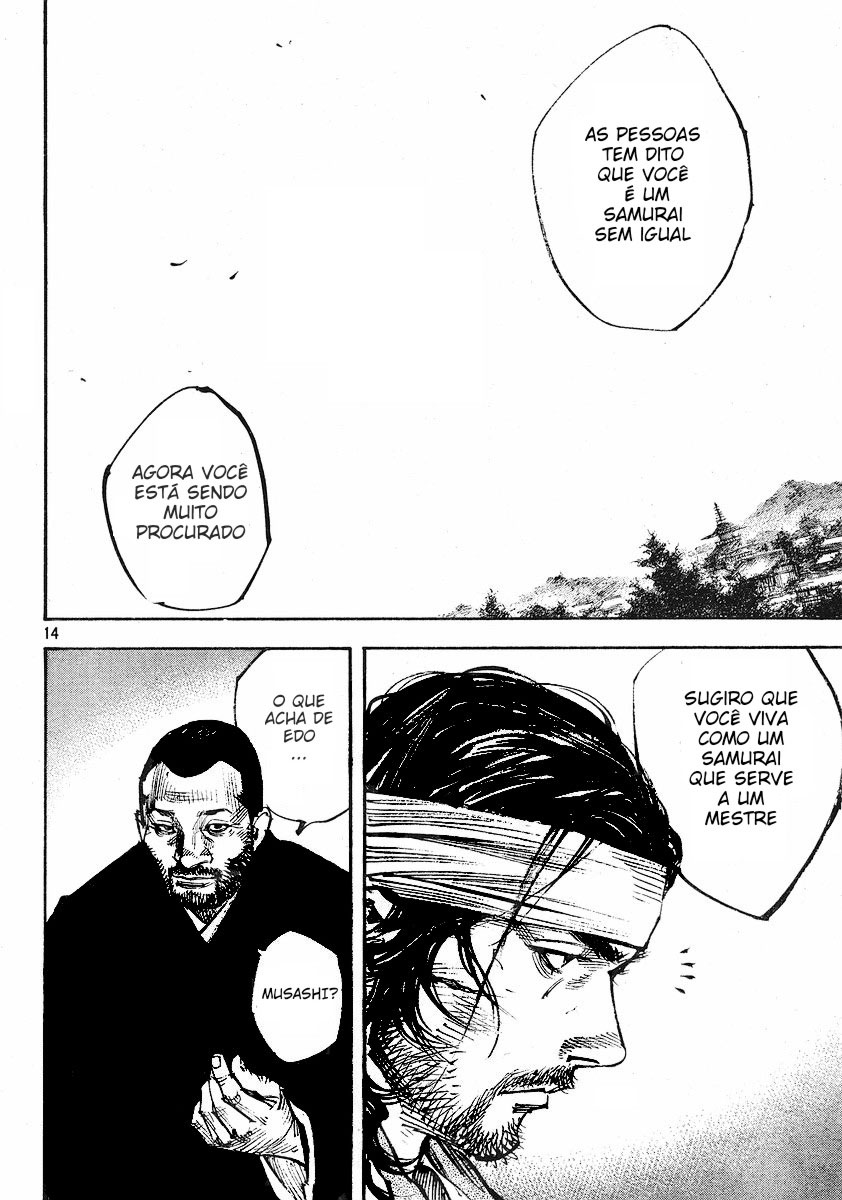 AS PESSOAS
TEM DITO
QUE VOCÊ
É UM
SAMURAI
SEM IGUAL
AGORA VOCÊ
ESTÁ SENDO
MUITO
PROCURADO
14
SUGIRO QUE
VOCÊ VIVA
COMO UM
SAMURAI
QUE SERVE
A UM
MESTRE
O QUE
ACHA DE
EDO
...
MUSASHI?